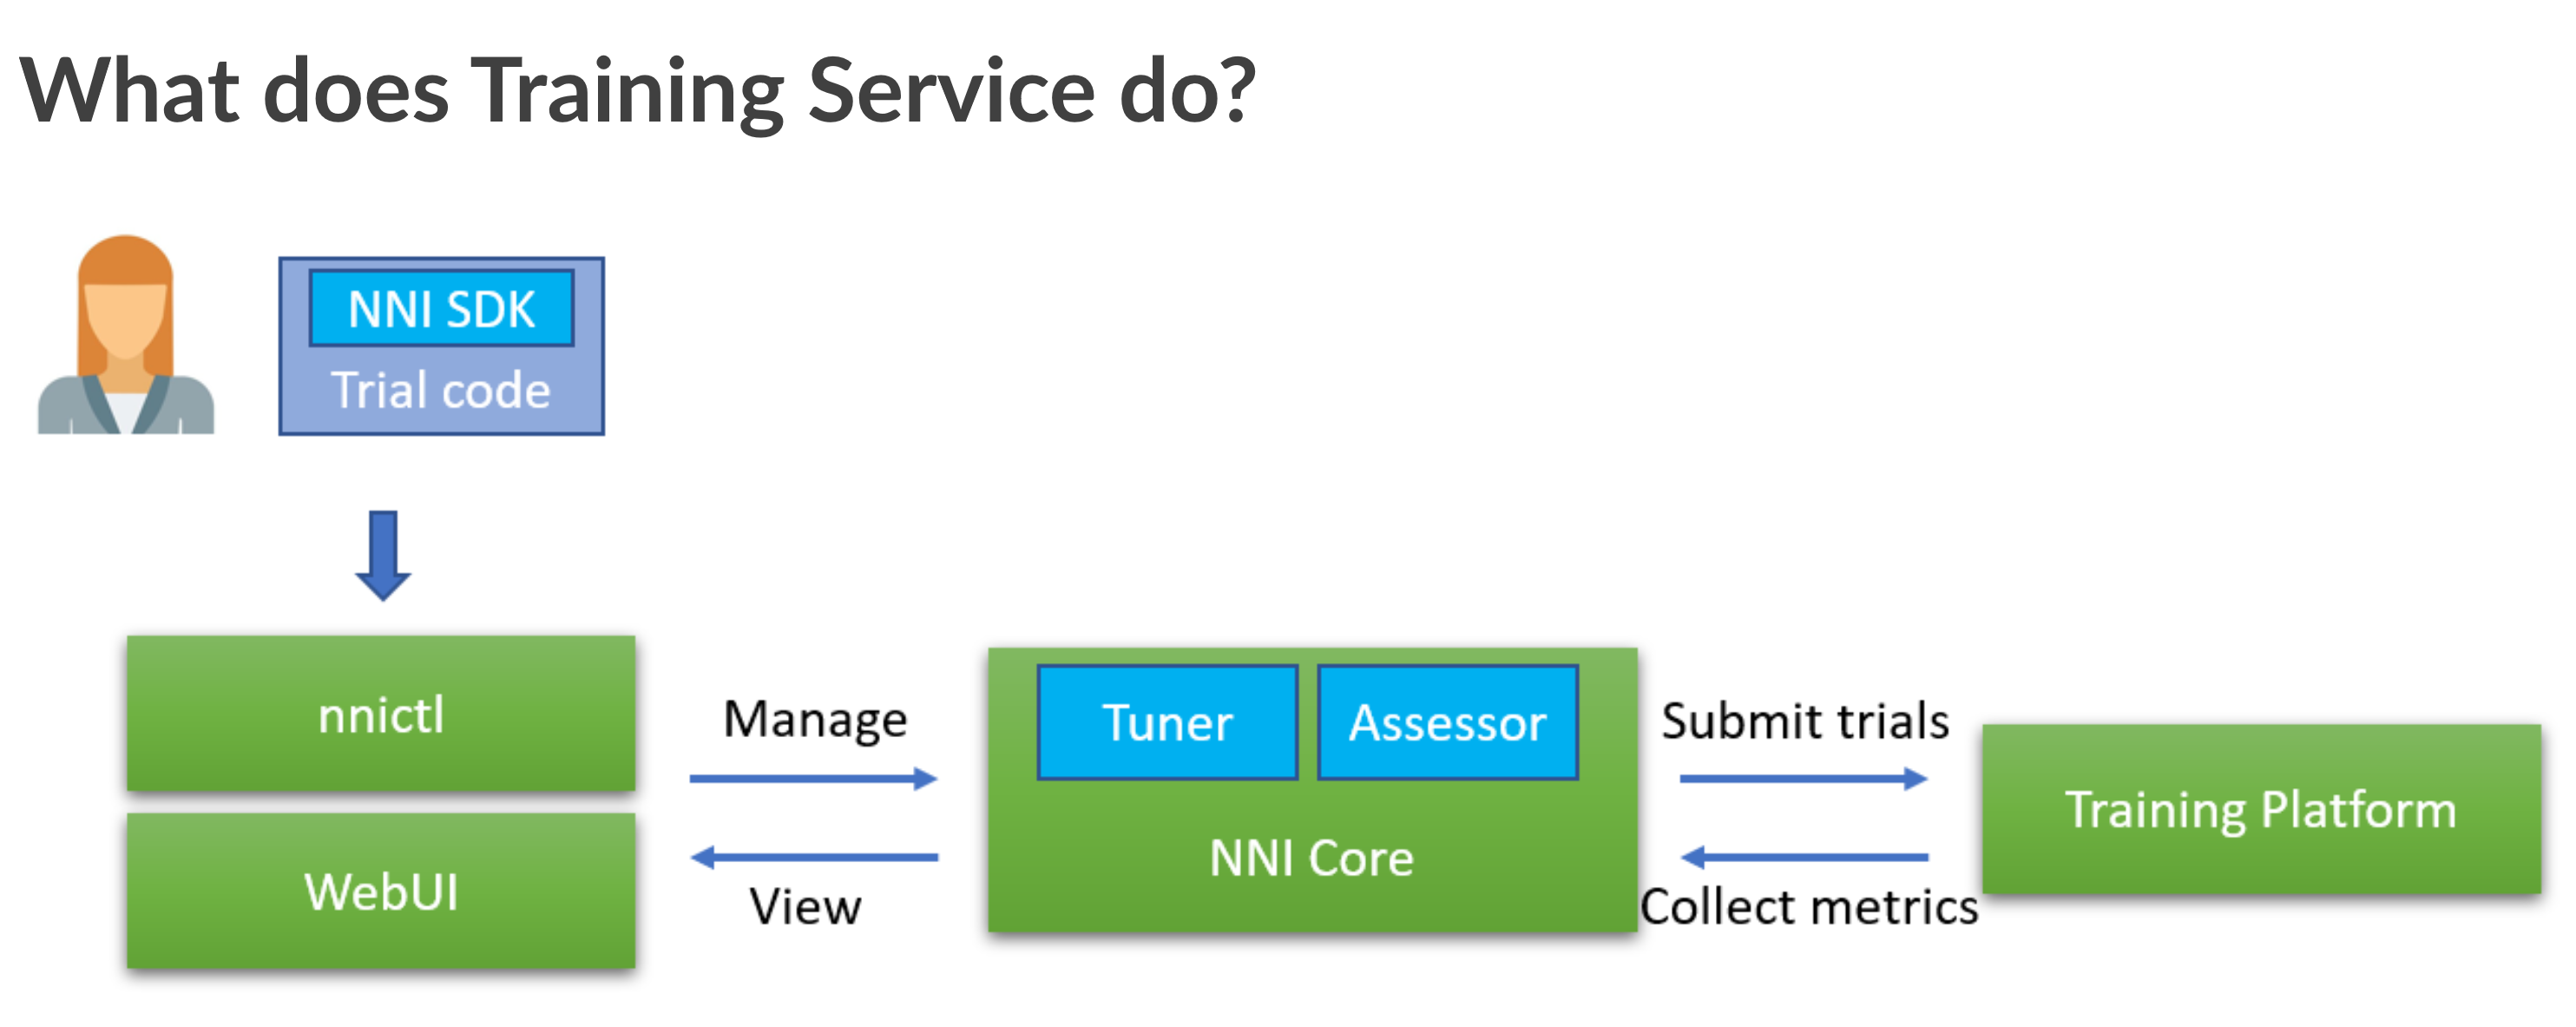 What does Training Service do?
NNI SDK
Trial code
nnictl
WebUI
Manage
View
Tuner
Assessor
NNI Core
Submit trials
Collect metrics
Training Platform